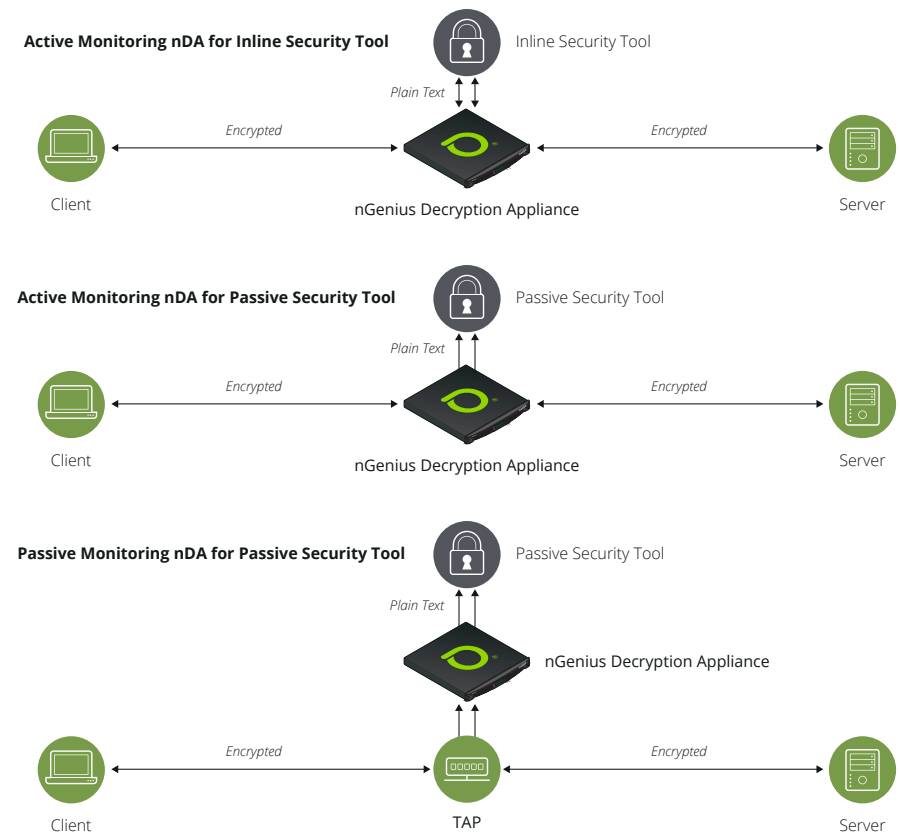 Active Monitoring nDA for Inline Security Tool
Inline Security Tool
Plain Text
Encrypted
Encrypted
Client
nGenius Decryption Appliance
Server
Active Monitoring nDA for Passive Security Tool
Passive Security Tool
Plain Text
Encrypted
Encrypted
Client
nGenius Decryption Appliance
Server
Passive Monitoring nDA for Passive Security Tool
Passive Security Tool
Plain Text
nGenius Decryption Appliance
Encrypted
Encrypted
Client
TAP
Server